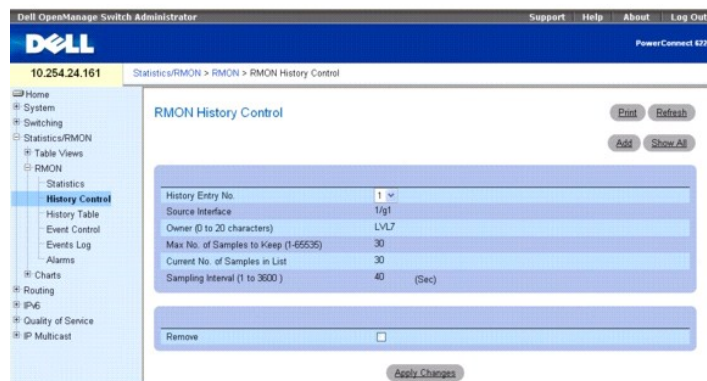 Dell OpenManage Switch Administrator
Support Help About Log Out
DELL
PowerConnect 622
10.254.24.161
Statistics/RMON > RMON > RMON History Control
Home
System
Switching
Statistics/RMON
Table Views
RMON
Statistics
History Control
History Table
Event Control
Events Log
Alarms
Charts
Routing
IPv6
Quality of Service
IP Multicast
RMON History Control
Print Refresh
Add Show All
History Entry No. 1
Source Interface 1/g1
Owner (0 to 20 characters) LVL7
Max No. of Samples to Keep (1-65535) 30
Current No. of Samples in List 30
Sampling Interval (1 to 3600 ) 40 (Sec)
Remove
Apply Changes